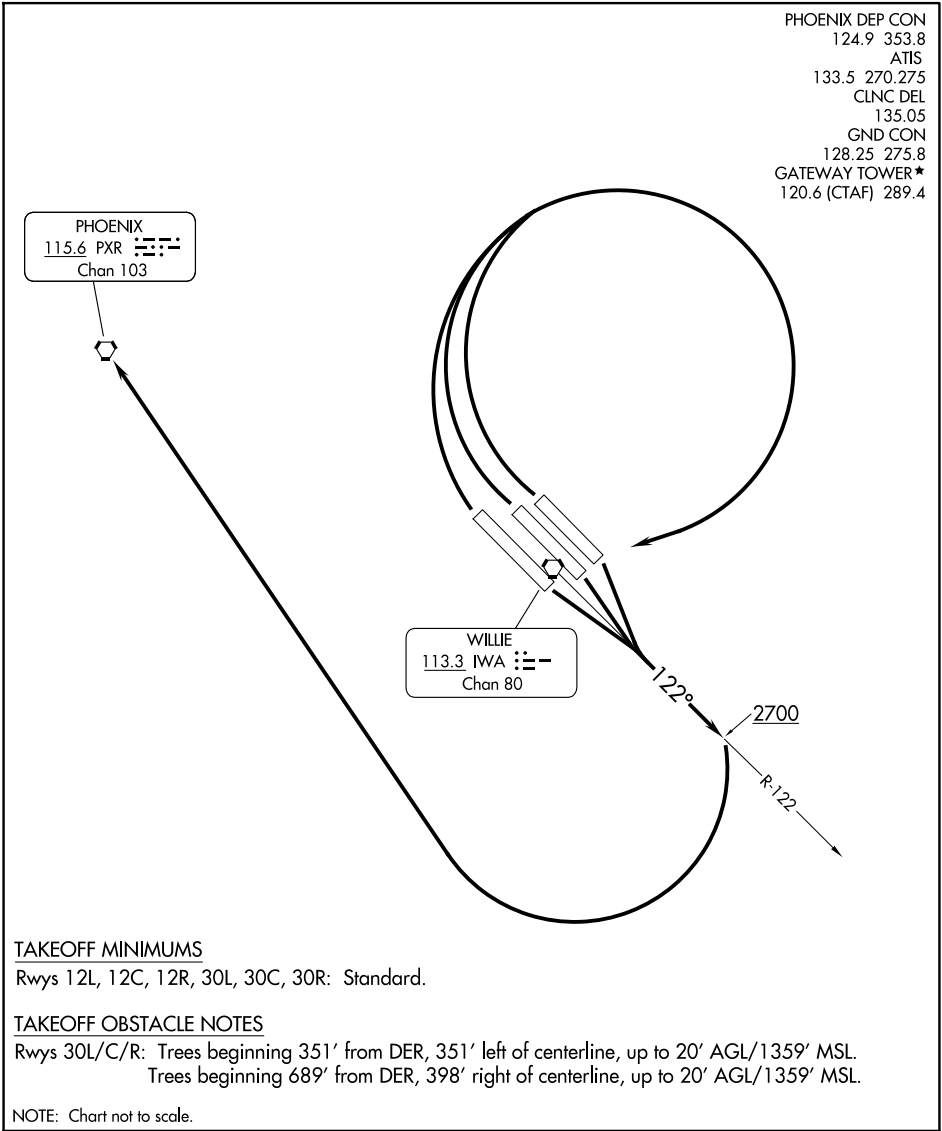 PHOENIX DEP CON
124.9 353.8
ATIS
133.5 270.275
CLNC DEL
135.05
GND CON
128.25 275.8
GATEWAY TOWER★
120.6 (CTAF) 289.4
PHOENIX
115.6 PXR
Chan 103
WILLIE
113.3 IWA
Chan 80
122°
2700
R-122
TAKEOFF MINIMUMS
Rwys 12L, 12C, 12R, 30L, 30C, 30R: Standard.
TAKEOFF OBSTACLE NOTES
Rwys 30L/C/R: Trees beginning 351' from DER, 351' left of centerline, up to 20' AGL/1359' MSL.
Trees beginning 689' from DER, 398' right of centerline, up to 20' AGL/1359' MSL.
NOTE: Chart not to scale.